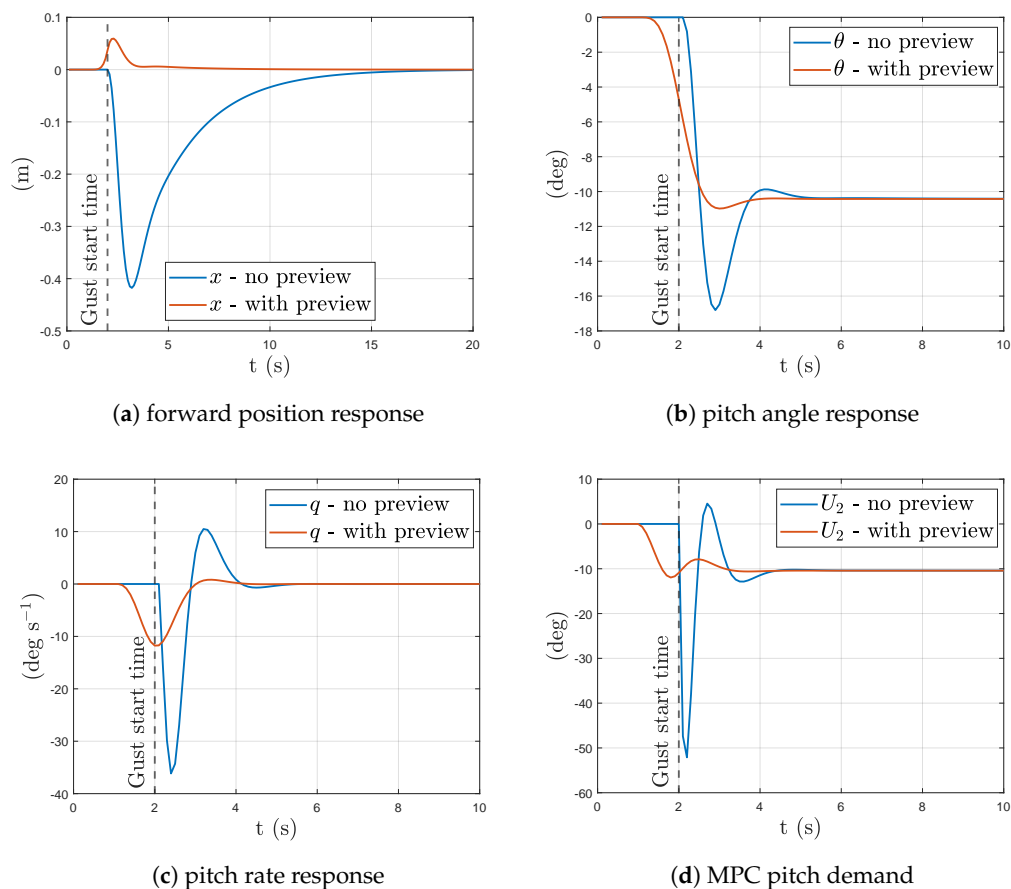 0.1
0
-0.1
-0.2
-0.3
-0.4
-0.5
(m)
Gust start time
x - no preview
x - with preview
0 5 10 15 20
t (s)
(a) forward position response
0
-2
-4
-6
-8
-10
-12
-14
-16
-18
(deg)
Gust start time
θ - no preview
θ - with preview
0 2 4 6 8 10
t (s)
(b) pitch angle response
20
10
0
-10
-20
-30
-40
(deg s⁻¹)
Gust start time
q - no preview
q - with preview
0 2 4 6 8 10
t (s)
(c) pitch rate response
10
0
-10
-20
-30
-40
-50
-60
(deg)
Gust start time
U₂ - no preview
U₂ - with preview
0 2 4 6 8 10
t (s)
(d) MPC pitch demand